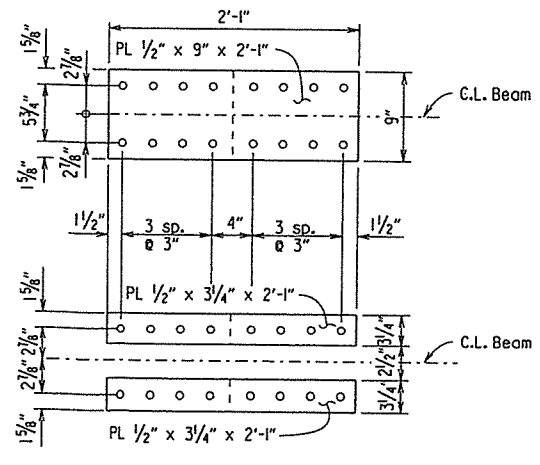 2'-1"
PL 1/2" x 9" x 2'-1"
1 5/8"
2 7/8"
5 3/4"
2 7/8"
1 5/8"
9"
C.L. Beam
1 1/2"
3 sp.
@ 3"
4"
3 sp.
@ 3"
1 1/2"
PL 1/2" x 3 1/4" x 2'-1"
1 5/8"
2 7/8"
2 7/8"
1 5/8"
3 1/4"
2 1/2"
3 1/4"
C.L. Beam
PL 1/2" x 3 1/4" x 2'-1"